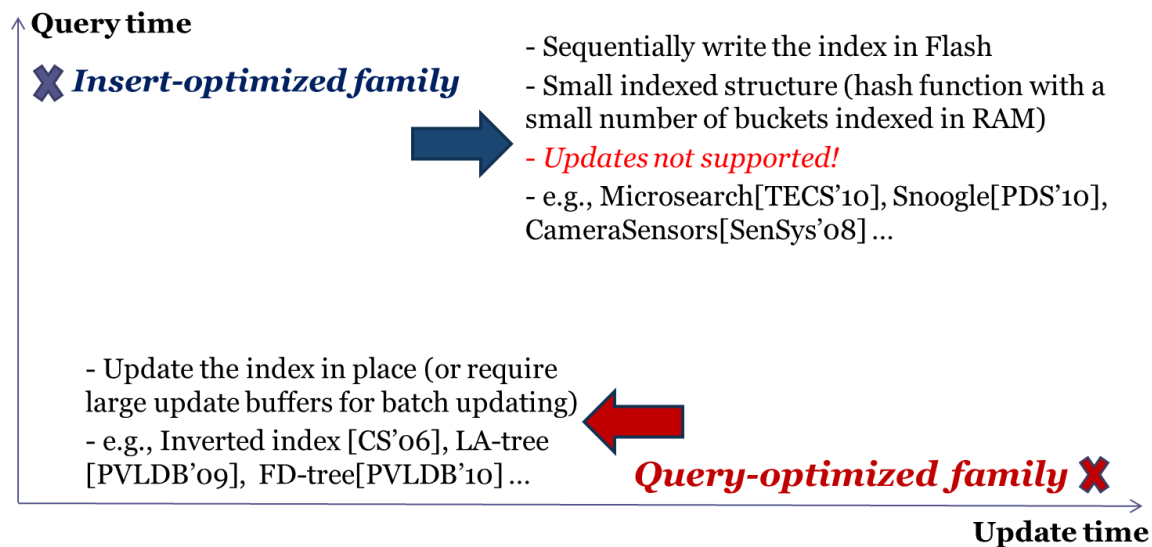 Query time
Insert-optimized family
- Sequentially write the index in Flash
- Small indexed structure (hash function with a
small number of buckets indexed in RAM)
- Updates not supported!
- e.g., Microsearch[TECS’10], Snoogle[PDS’10],
CameraSensors[SenSys’08] ...
- Update the index in place (or require
large update buffers for batch updating)
- e.g., Inverted index [CS’06], LA-tree
[PVLDB’09], FD-tree[PVLDB’10] ...
Query-optimized family
Update time